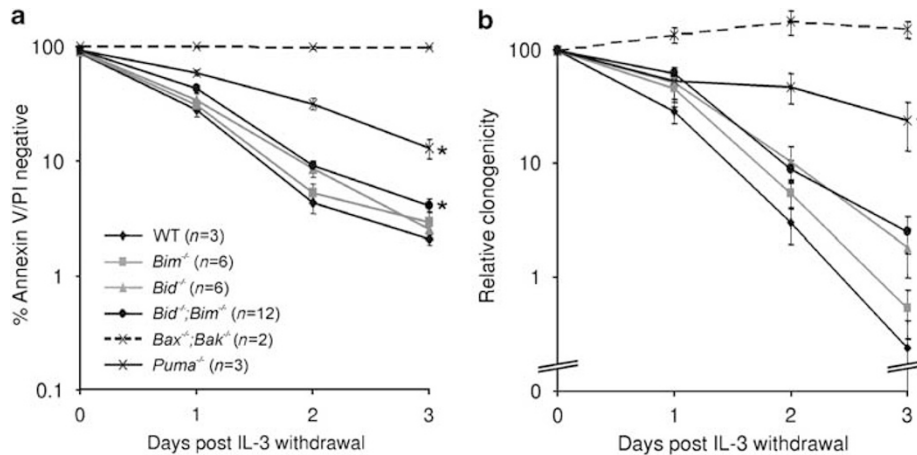 a
% Annexin V/PI negative
100
10
1
0.1
WT (n=3)
Bim-/- (n=6)
Bid-/- (n=6)
Bid-/-;Bim-/- (n=12)
Bax-/-;Bak-/- (n=2)
Puma-/- (n=3)
*
*
0 1 2 3
Days post IL-3 withdrawal
b
Relative clonogenicity
100
10
1
0
0 1 2 3
Days post IL-3 withdrawal